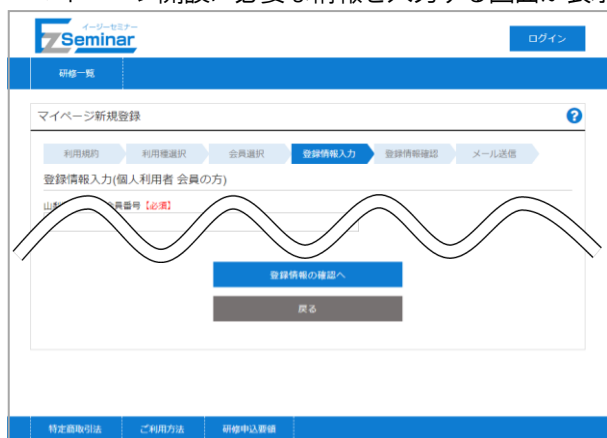 イージーセミナー
EZSeminar
ログイン
研修一覧
マイページ新規登録
?
利用規約 利用種選択 会員選択 登録情報入力 登録情報確認 メール送信
登録情報入力(個人利用者 会員の方)
番号【必須】
登録情報の確認へ
戻る
特定商取引法 ご利用方法 研修申込要領